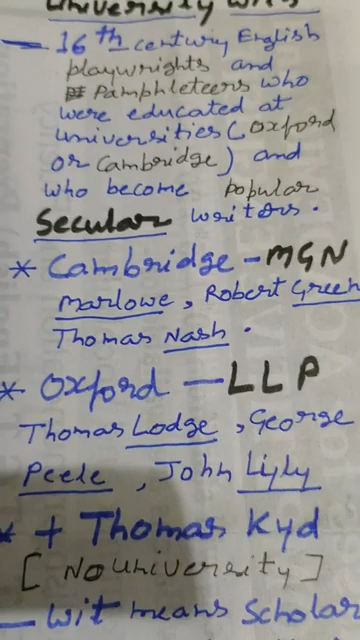 University Wits
— 16th century English
playwrights and
Pamphleteers who
were educated at
universities (Oxford
or Cambridge) and
who become popular
Secular writers.
* Cambridge - MGN
Marlowe, Robert Green
Thomas Nash.
* Oxford — LLP
Thomas Lodge, George
Peele, John Lyly
* + Thomas Kyd
[No University]
— Wit means Scholar